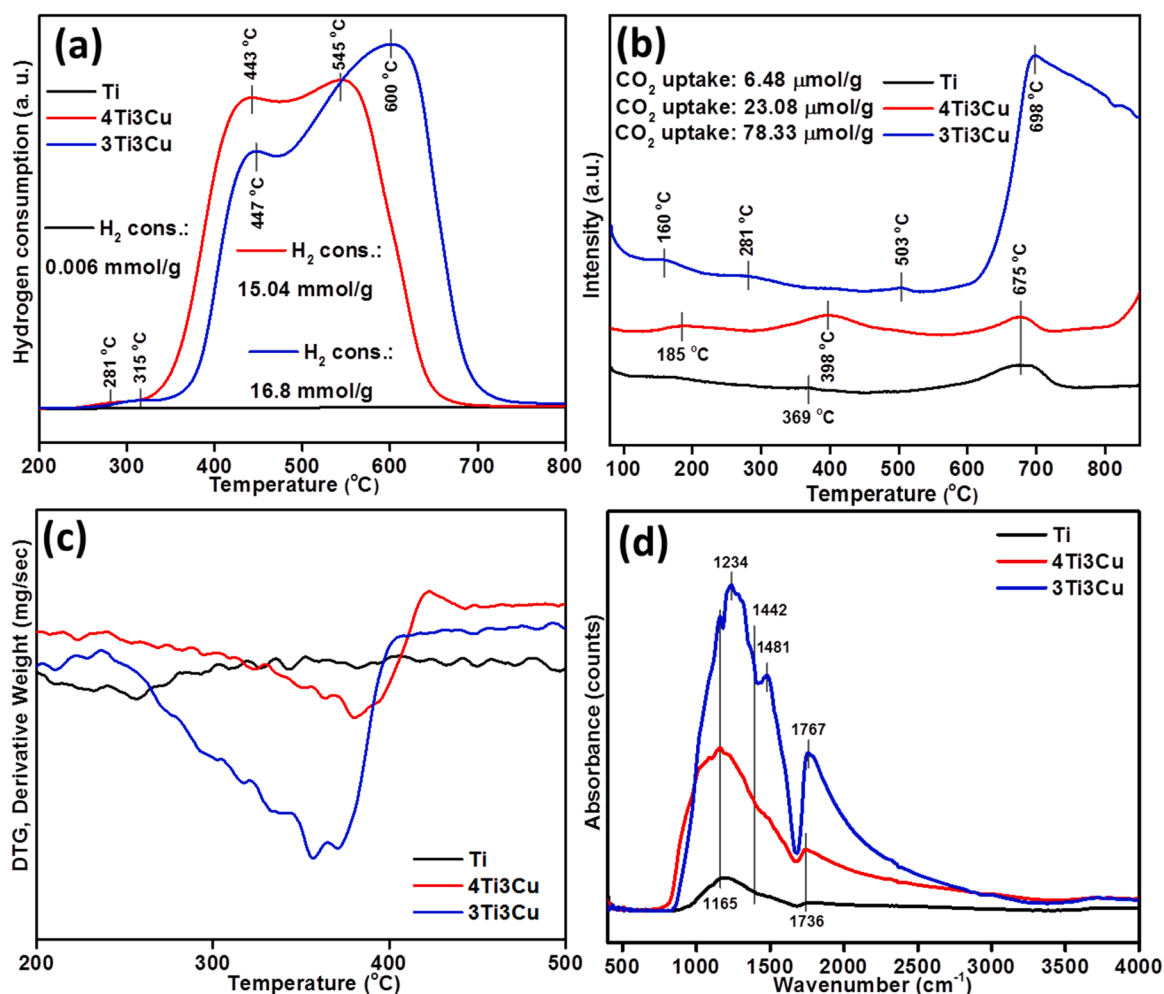 (a)
443 °C
545 °C
600 °C
Ti
4Ti3Cu
3Ti3Cu
447 °C
H2 cons.:
0.006 mmol/g
H2 cons.:
15.04 mmol/g
H2 cons.:
16.8 mmol/g
281 °C
315 °C
Hydrogen consumption (a. u.)
200 300 400 500 600 700 800
Temperature (°C)
(b)
CO2 uptake: 6.48 µmol/g
CO2 uptake: 23.08 µmol/g
CO2 uptake: 78.33 µmol/g
Ti
4Ti3Cu
3Ti3Cu
698 °C
160 °C
281 °C
503 °C
675 °C
185 °C
398 °C
369 °C
Intensity (a.u.)
100 200 300 400 500 600 700 800
Temperature (°C)
(c)
DTG, Derivative Weight (mg/sec)
Ti
4Ti3Cu
3Ti3Cu
200 300 400 500
Temperature (°C)
(d)
Ti
4Ti3Cu
3Ti3Cu
1234
1442
1481
1767
1165
1736
Absorbance (counts)
500 1000 1500 2000 2500 3000 3500 4000
Wavenumber (cm-1)